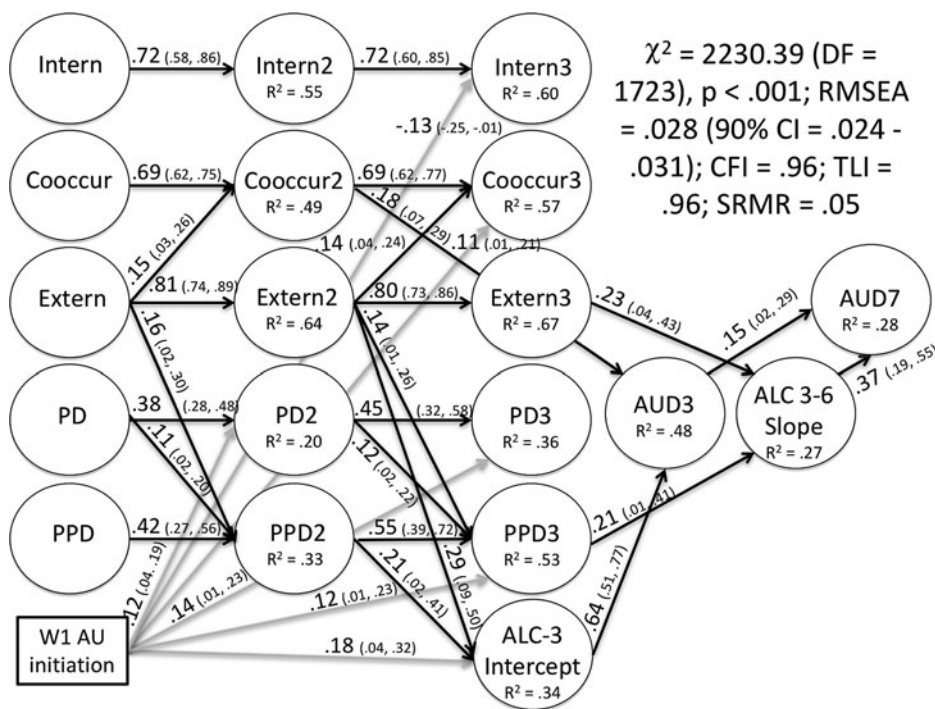 Intern
.72 (.58, .86)
Intern2
R² = .55
.72 (.60, .85)
Intern3
R² = .60
-.13 (-.25, -.01)
χ² = 2230.39 (DF =
1723), p < .001; RMSEA
= .028 (90% CI = .024 -
.031); CFI = .96; TLI =
.96; SRMR = .05
Cooccur
.69 (.62, .75)
Cooccur2
R² = .49
.69 (.62, .77)
Cooccur3
R² = .57
.18 (.07, .29)
.15 (.03, .26)
.14 (.04, .24)
.11 (.01, .21)
Extern
.81 (.74, .89)
Extern2
R² = .64
.80 (.73, .86)
Extern3
R² = .67
.23 (.04, .43)
.15 (.02, .29)
AUD7
R² = .28
.16 (.02, .30)
.14 (.01, .26)
.37 (.19, .55)
PD
.38 (.28, .48)
PD2
R² = .20
.45 (.32, .58)
PD3
R² = .36
AUD3
R² = .48
ALC 3-6
Slope
R² = .27
.11 (.02, .20)
.12 (.02, .22)
PPD
.42 (.27, .56)
PPD2
R² = .33
.55 (.39, .72)
PPD3
R² = .53
.21 (.01, .41)
.21 (.02, .41)
.29 (.09, .50)
.64 (.51, .77)
.12 (.04, .19)
.14 (.01, .23)
.12 (.01, .23)
W1 AU
initiation
.18 (.04, .32)
ALC-3
Intercept
R² = .34